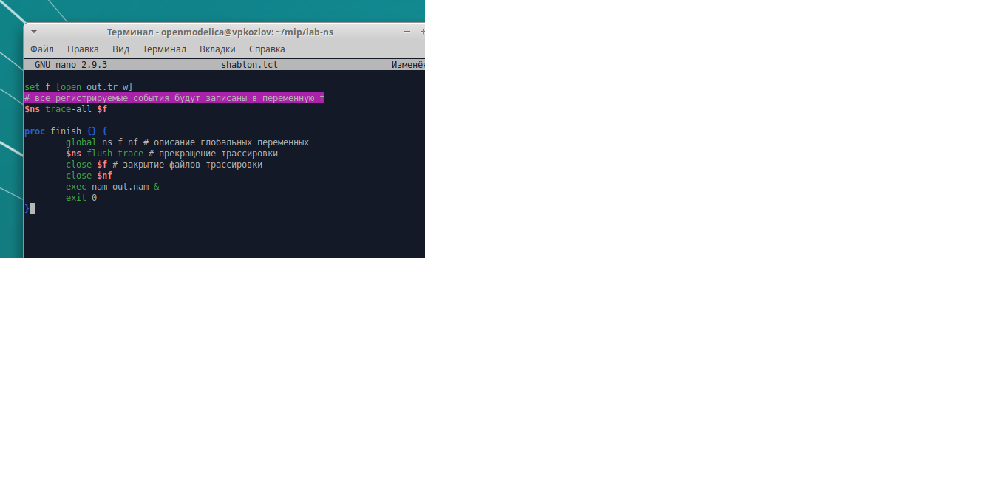 Терминал - openmodelica@vpkozlov: ~/mip/lab-ns
Файл Правка Вид Терминал Вкладки Справка
GNU nano 2.9.3 shablon.tcl Изменён
set f [open out.tr w]
# все регистрируемые события будут записаны в переменную f
$ns trace-all $f
proc finish {} {
global ns f nf # описание глобальных переменных
$ns flush-trace # прекращение трассировки
close $f # закрытие файлов трассировки
close $nf
exec nam out.nam &
exit 0
}